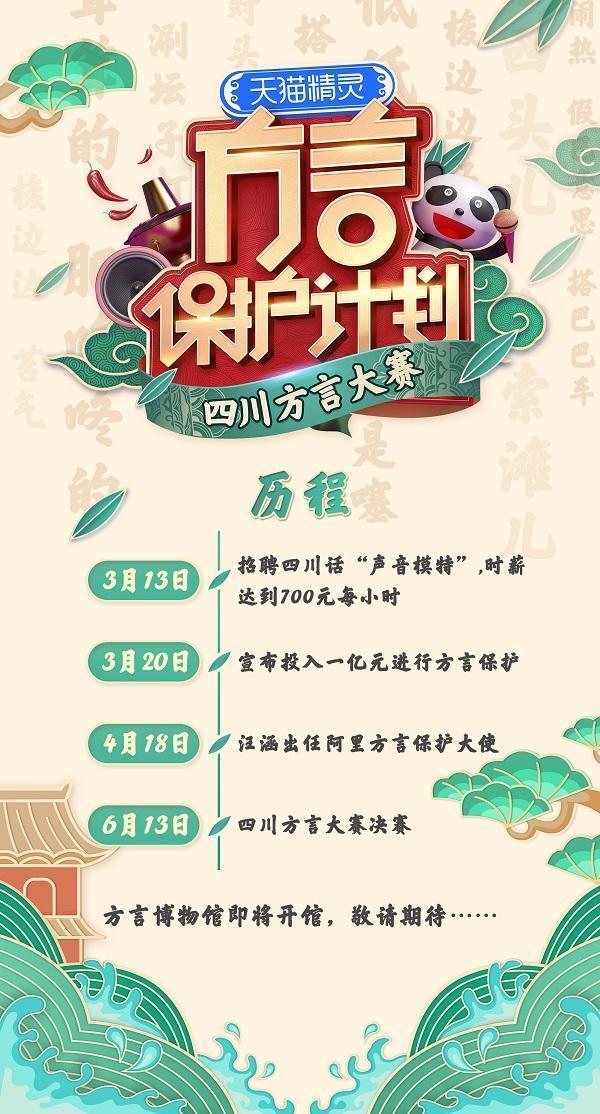 天猫精灵
方言
保护计划
四川方言大赛
历程
3月13日
招聘四川话“声音模特”,时薪
达到700元每小时
3月20日
宣布投入一亿元进行方言保护
4月18日
汪涵出任阿里方言保护大使
6月13日
四川方言大赛决赛
方言博物馆即将开馆，敬请期待……